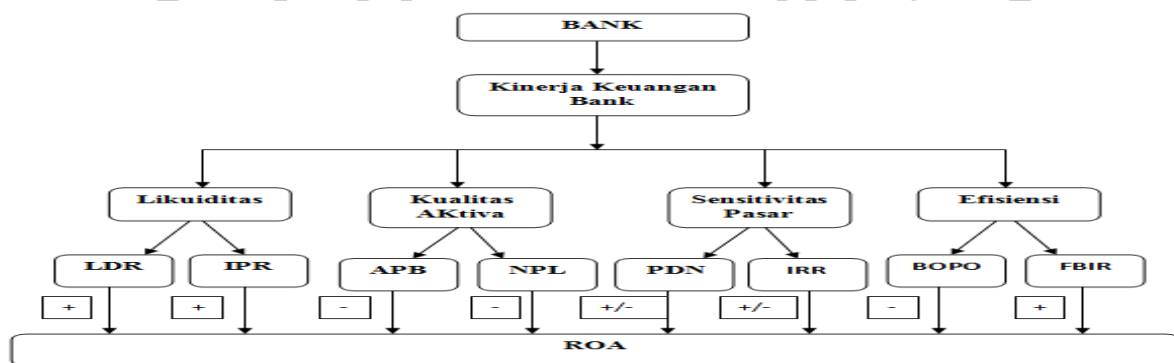 BANK
Kinerja Keuangan
Bank
Likuiditas
Kualitas
AKtiva
Sensitivitas
Pasar
Efisiensi
LDR
IPR
APB
NPL
PDN
IRR
BOPO
FBIR
+
+
-
-
+/-
+/-
-
+
ROA